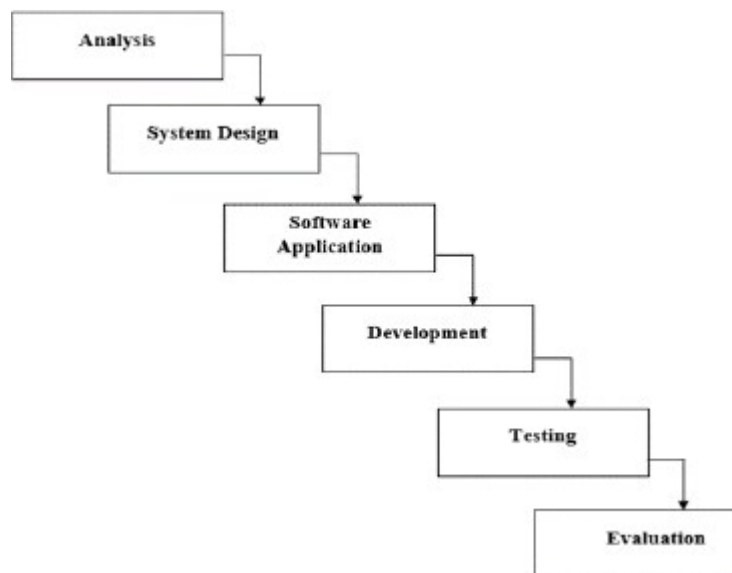 Analysis
System Design
Software
Application
Development
Testing
Evaluation